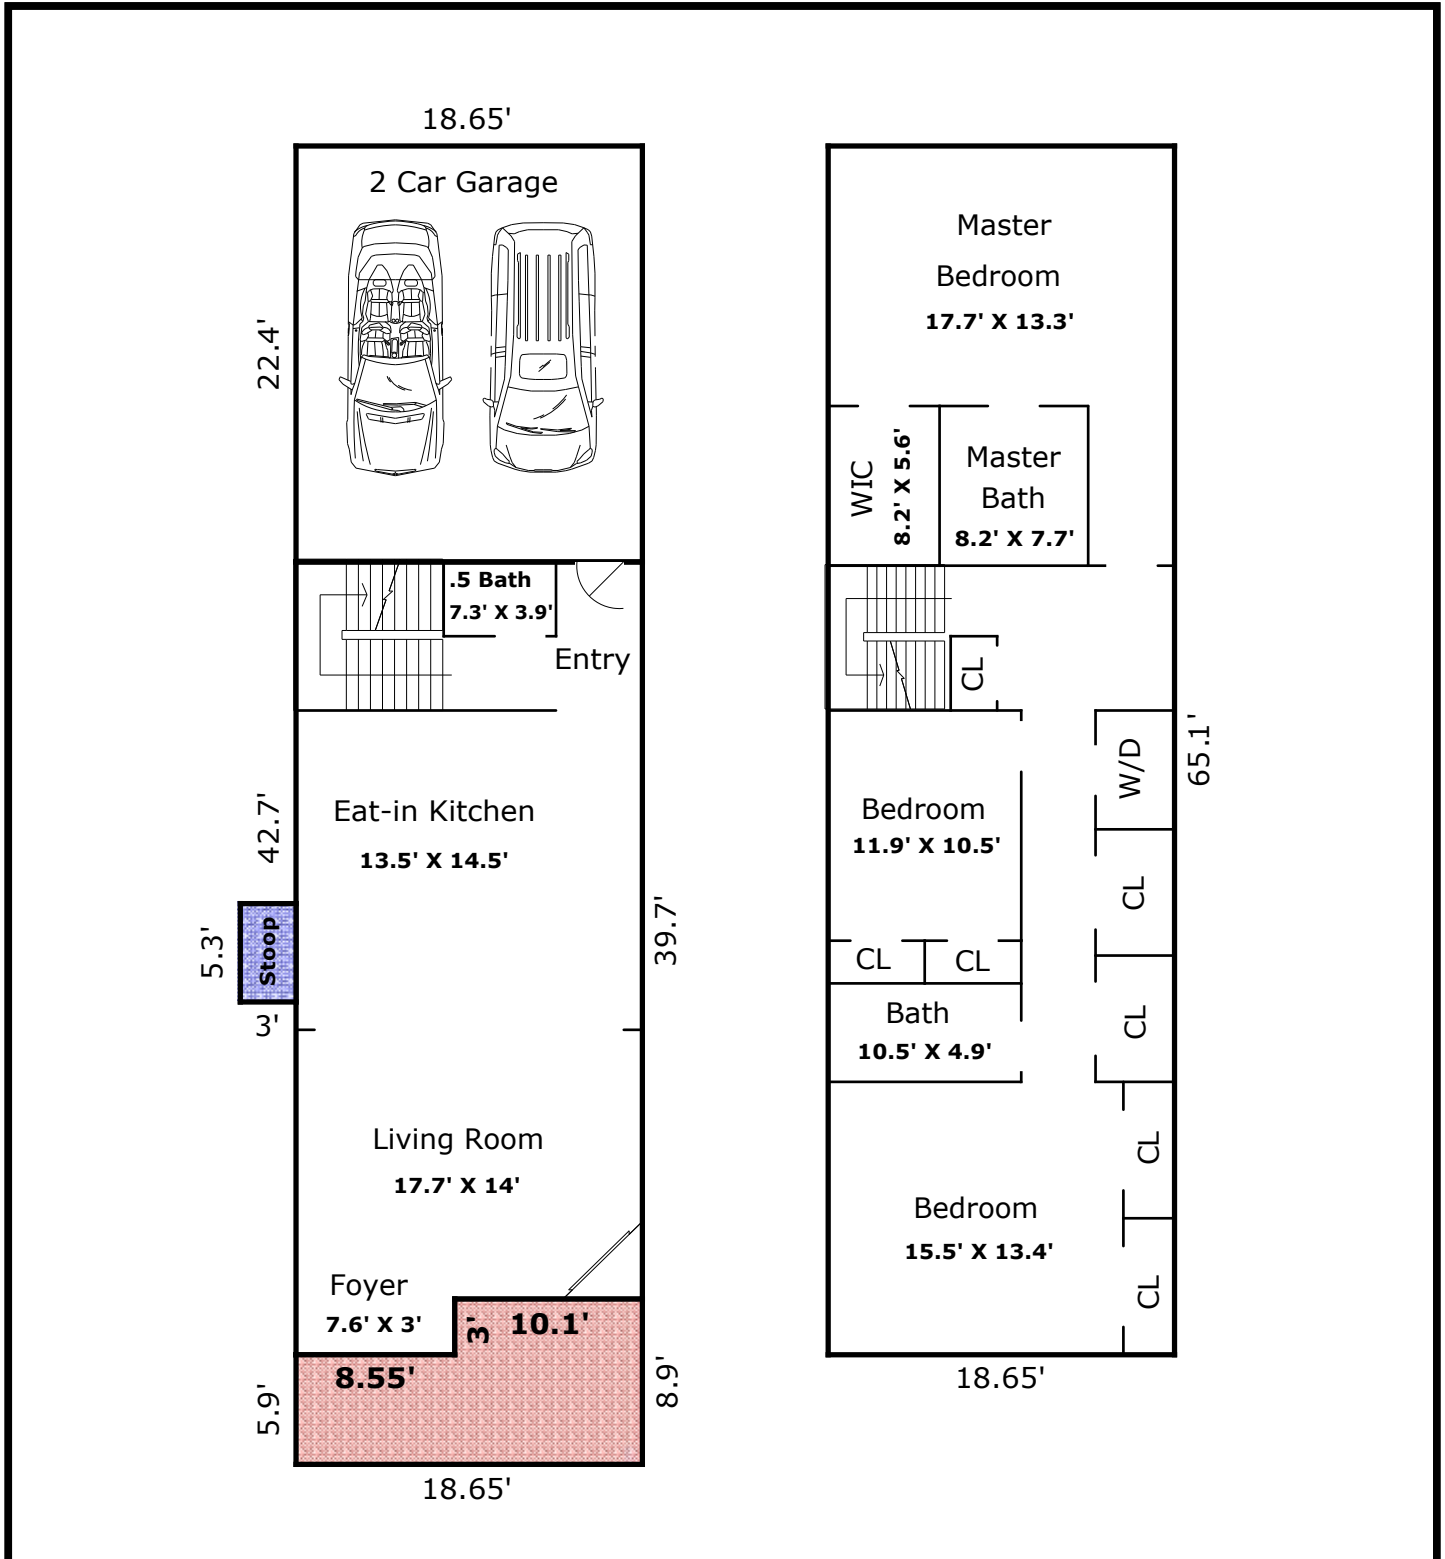 18.65'
2 Car Garage
22.4'
.5 Bath
7.3' X 3.9'
Entry
42.7'
Eat-in Kitchen
13.5' X 14.5'
39.7'
5.3'
Stoop
3'
Living Room
17.7' X 14'
Foyer
7.6' X 3'
3'
10.1'
8.55'
5.9'
8.9'
18.65'
Master
Bedroom
17.7' X 13.3'
WIC
8.2' X 5.6'
Master
Bath
8.2' X 7.7'
CL
65.1'
W/D
Bedroom
11.9' X 10.5'
CL
CL
CL
Bath
10.5' X 4.9'
CL
CL
Bedroom
15.5' X 13.4'
CL
18.65'